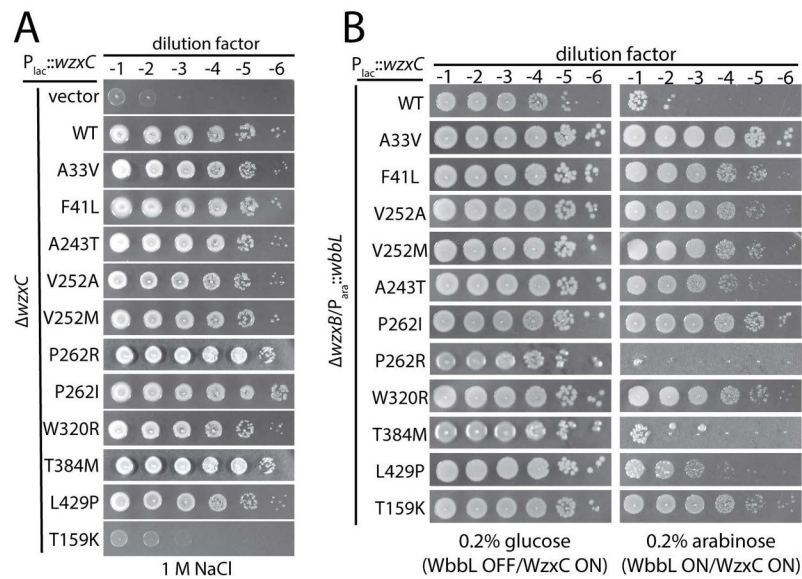 A
dilution factor
Plac::wzxC
-1 -2 -3 -4 -5 -6
vector
WT
A33V
F41L
A243T
V252A
V252M
P262R
P262I
W320R
T384M
L429P
T159K
ΔwzxC
1 M NaCl
B
dilution factor
Plac::wzxC
-1 -2 -3 -4 -5 -6 -1 -2 -3 -4 -5 -6
WT
A33V
F41L
V252A
V252M
A243T
P262I
P262R
W320R
T384M
L429P
T159K
ΔwzxB/Para::wbbL
0.2% glucose
(WbbL OFF/WzxC ON)
0.2% arabinose
(WbbL ON/WzxC ON)